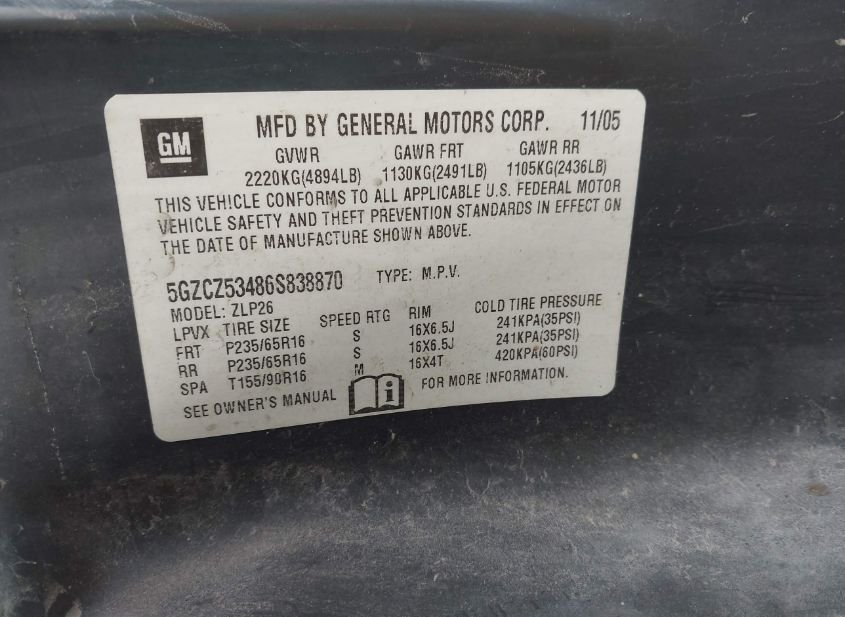 GM
MFD BY GENERAL MOTORS CORP. 11/05
GVWR GAWR FRT GAWR RR
2220KG(4894LB) 1130KG(2491LB) 1105KG(2436LB)
THIS VEHICLE CONFORMS TO ALL APPLICABLE U.S. FEDERAL MOTOR
VEHICLE SAFETY AND THEFT PREVENTION STANDARDS IN EFFECT ON
THE DATE OF MANUFACTURE SHOWN ABOVE.
5GZCZ53486S838870 TYPE: M.P.V.
MODEL: ZLP26
LPVX TIRE SIZE SPEED RTG RIM COLD TIRE PRESSURE
FRT P235/65R16 S 16X6.5J 241KPA(35PSI)
RR P235/65R16 S 16X6.5J 241KPA(35PSI)
SPA T155/90R16 M 16X4T 420KPA(60PSI)
SEE OWNER'S MANUAL i FOR MORE INFORMATION.